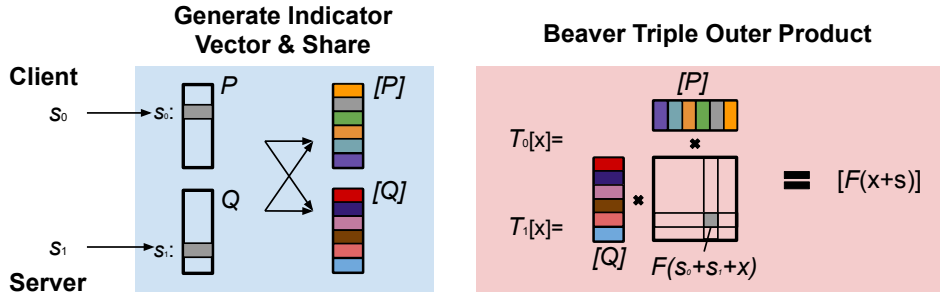 Generate Indicator
Vector & Share
Beaver Triple Outer Product
Client
P
[P]
s₀
s₀:
Q
[Q]
s₁
s₁:
Server
[P]
T₀[x]=
×
×
=
[F(x+s)]
T₁[x]=
[Q]
F(s₀+s₁+x)